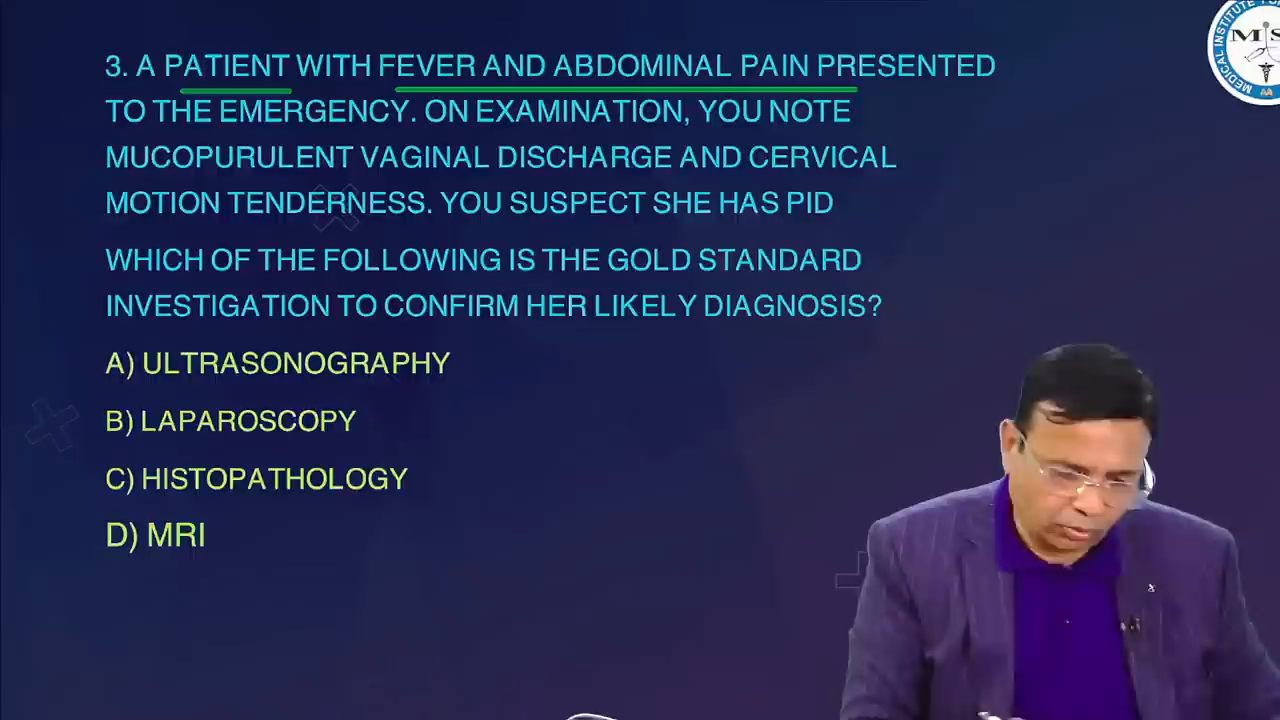 3. A PATIENT WITH FEVER AND ABDOMINAL PAIN PRESENTED
TO THE EMERGENCY. ON EXAMINATION, YOU NOTE
MUCOPURULENT VAGINAL DISCHARGE AND CERVICAL
MOTION TENDERNESS. YOU SUSPECT SHE HAS PID
WHICH OF THE FOLLOWING IS THE GOLD STANDARD
INVESTIGATION TO CONFIRM HER LIKELY DIAGNOSIS?
A) ULTRASONOGRAPHY
B) LAPAROSCOPY
C) HISTOPATHOLOGY
D) MRI
MEDICAL INSTITUTE